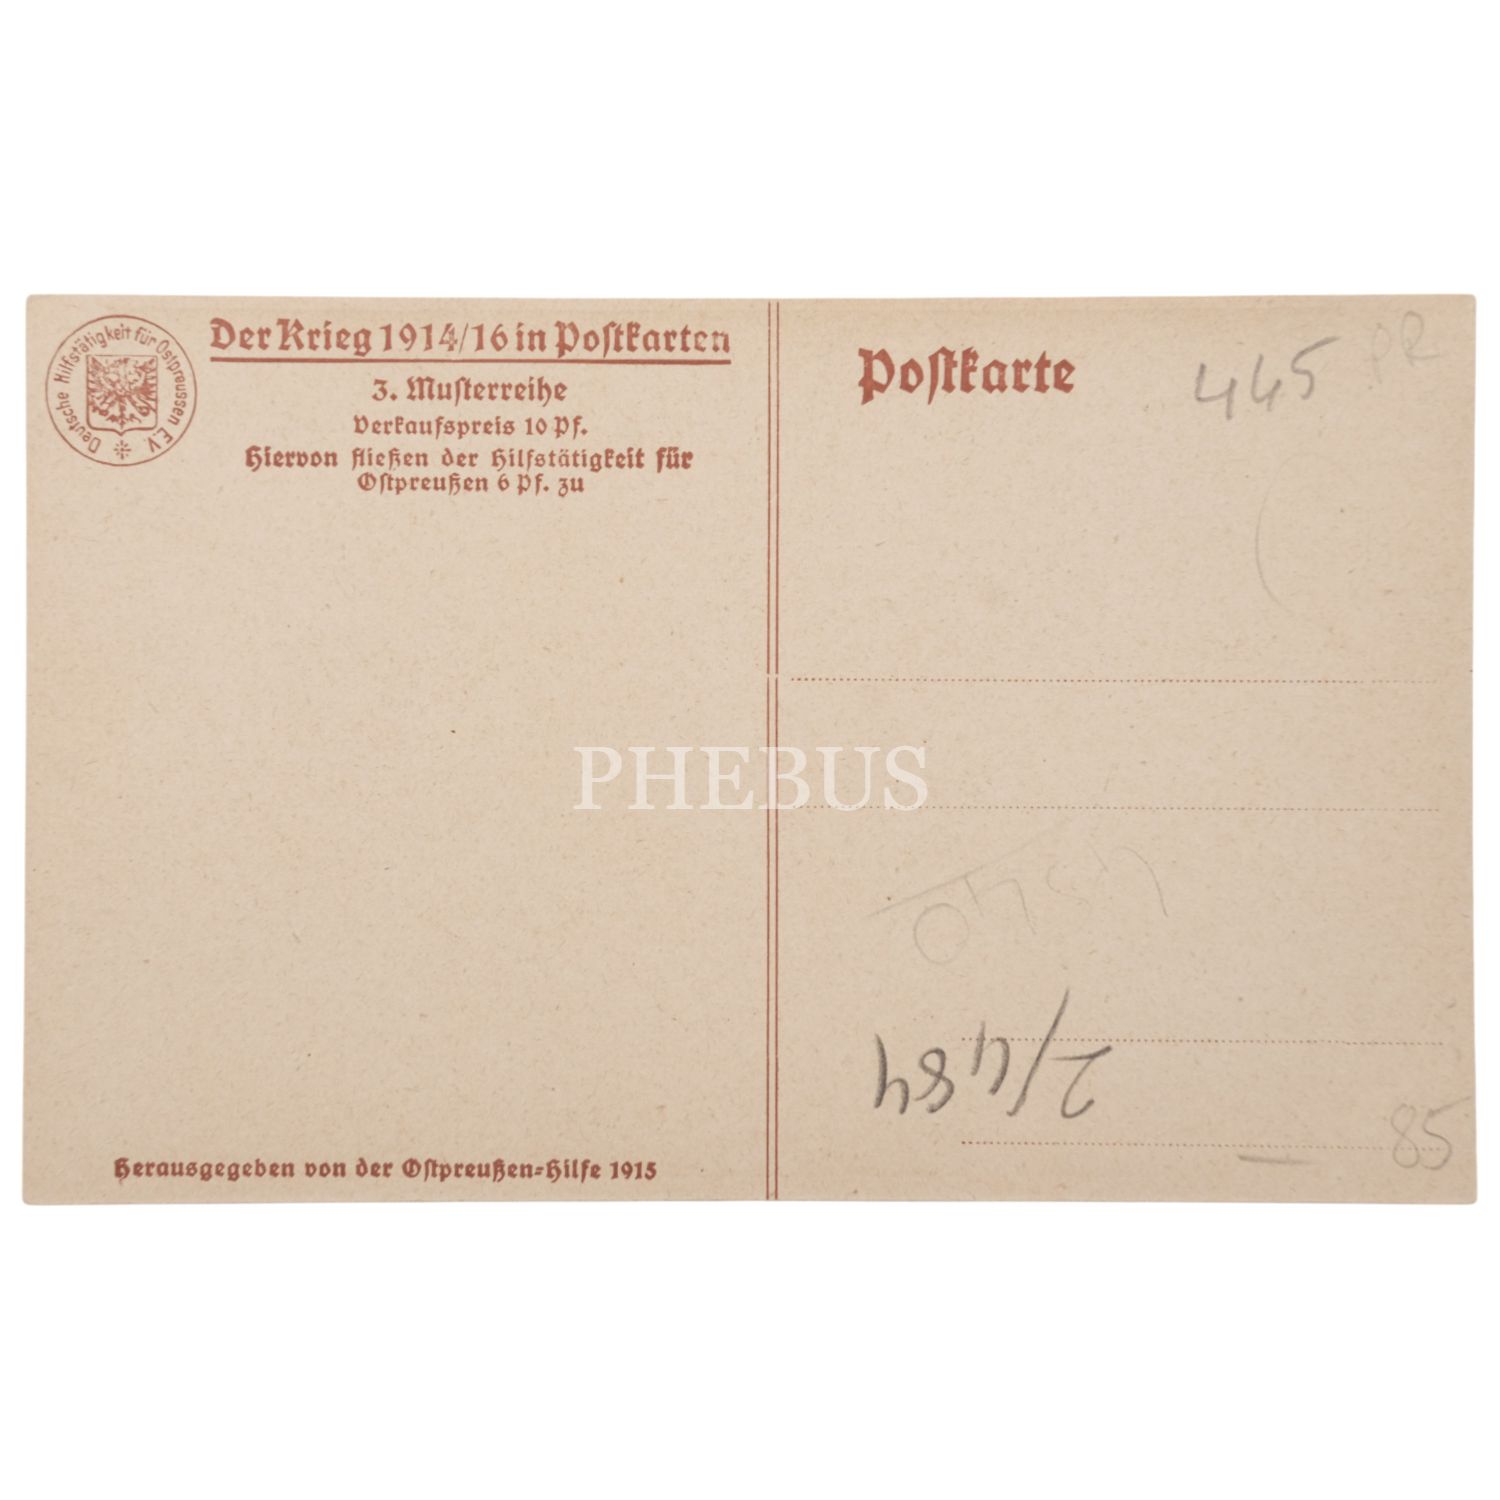 Deutsche Hilfstätigkeit für Ostpreussen E.V.
Der Krieg 1914/16 in Postkarten
3. Musterreihe
Verkaufspreis 10 Pf.
Hiervon fließen der Hilfstätigkeit für
Ostpreußen 6 Pf. zu
Herausgegeben von der Ostpreußen-Hilfe 1915
Postkarte
445
PR
2/484
85
PHEBUS